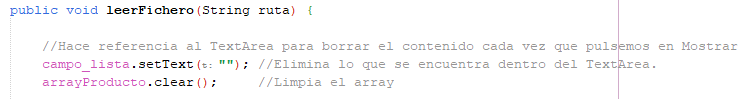 public void leerFichero(String ruta) {
//Hace referencia al TextArea para borrar el contenido cada vez que pulsemos en Mostrar
campo_lista.setText(t: ""); //Elimina lo que se encuentra dentro del TextArea.
arrayProducto.clear(); //Limpia el array